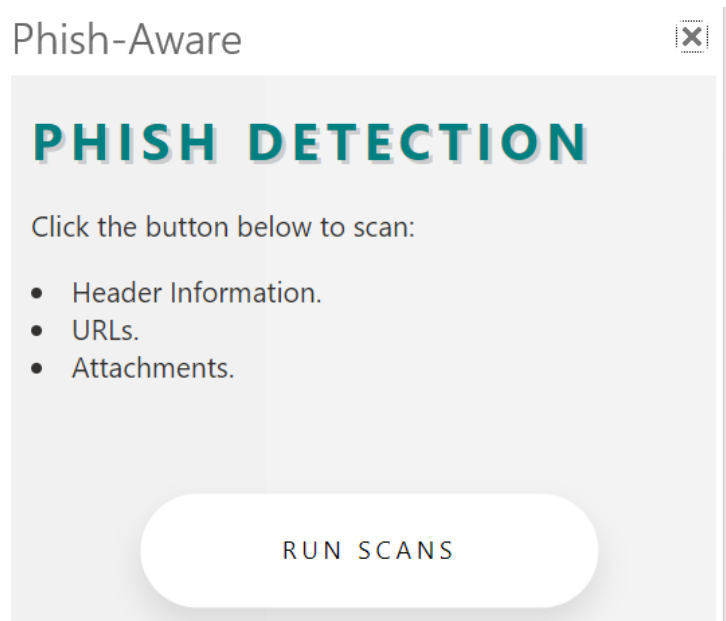 Phish-Aware
PHISH DETECTION
Click the button below to scan:
• Header Information.
• URLs.
• Attachments.
RUN SCANS